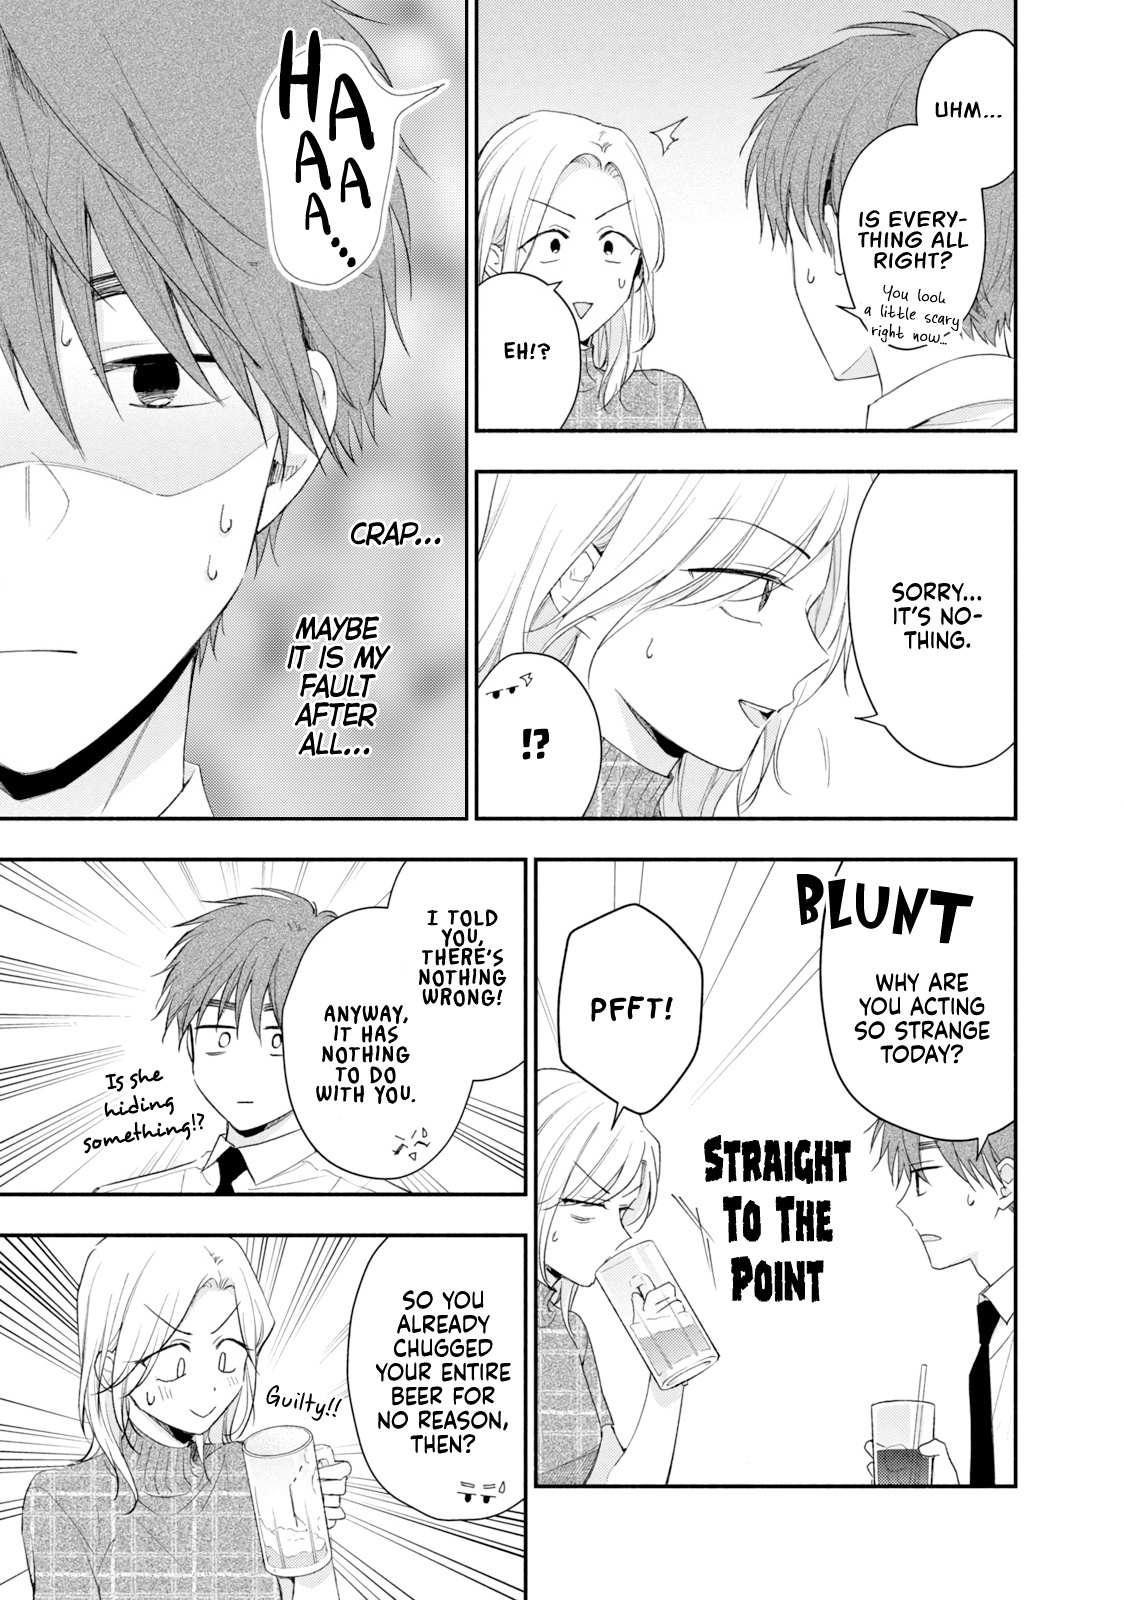 UHM...
IS EVERY-
THING ALL
RIGHT?
You look
a little scary
right now...
EH!?
SORRY...
IT'S NO-
THING.
!?
HAAA
HAA...
CRAP...
MAYBE
IT IS MY
FAULT
AFTER
ALL...
BLUNT
WHY ARE
YOU ACTING
SO STRANGE
TODAY?
PFFT!
STRAIGHT
TO THE
POINT
I TOLD
YOU,
THERE'S
NOTHING
WRONG!
ANYWAY,
IT HAS
NOTHING
TO DO
WITH YOU.
Is she
hiding
something!?
SO YOU
ALREADY
CHUGGED
YOUR ENTIRE
BEER FOR
NO REASON,
THEN?
Guilty!!